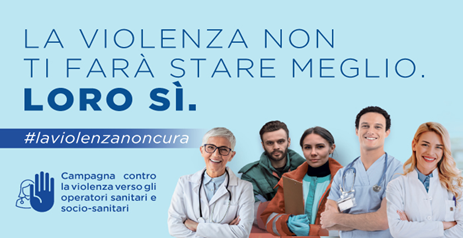 LA VIOLENZA NON
TI FARÀ STARE MEGLIO.
LORO SÌ.
#laviolenzanoncura
Campagna contro
la violenza verso gli
operatori sanitari e
socio-sanitari